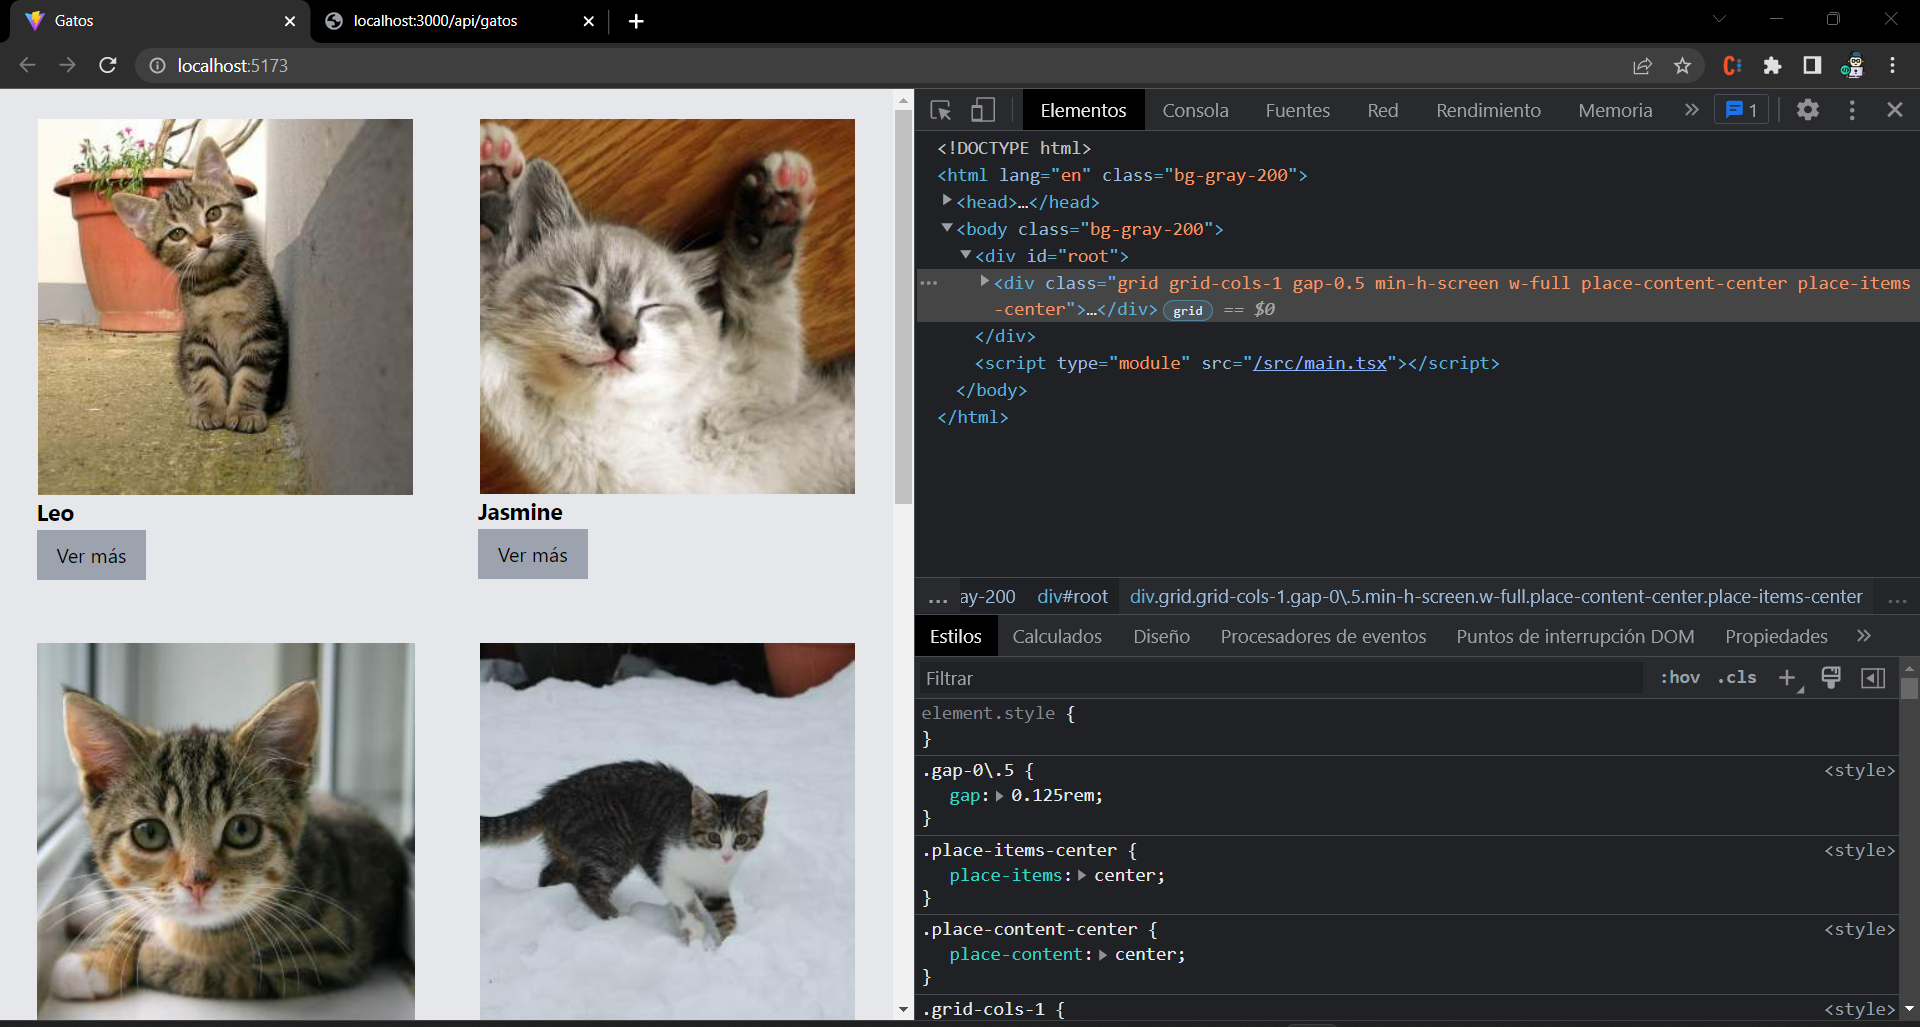 Gatos
localhost:3000/api/gatos
localhost:5173
Leo
Ver más
Jasmine
Ver más
Elementos Consola Fuentes Red Rendimiento Memoria » 1
<!DOCTYPE html>
<html lang="en" class="bg-gray-200">
<head>…</head>
<body class="bg-gray-200">
<div id="root">
<div class="grid grid-cols-1 gap-0.5 min-h-screen w-full place-content-center place-items
-center">…</div> grid == $0
</div>
<script type="module" src="/src/main.tsx"></script>
</body>
</html>
... ay-200 div#root div.grid.grid-cols-1.gap-0\.5.min-h-screen.w-full.place-content-center.place-items-center ...
Estilos Calculados Diseño Procesadores de eventos Puntos de interrupción DOM Propiedades »
Filtrar :hov .cls +
element.style {
}
.gap-0\.5 { <style>
gap: 0.125rem;
}
.place-items-center { <style>
place-items: center;
}
.place-content-center { <style>
place-content: center;
}
.grid-cols-1 { <style>